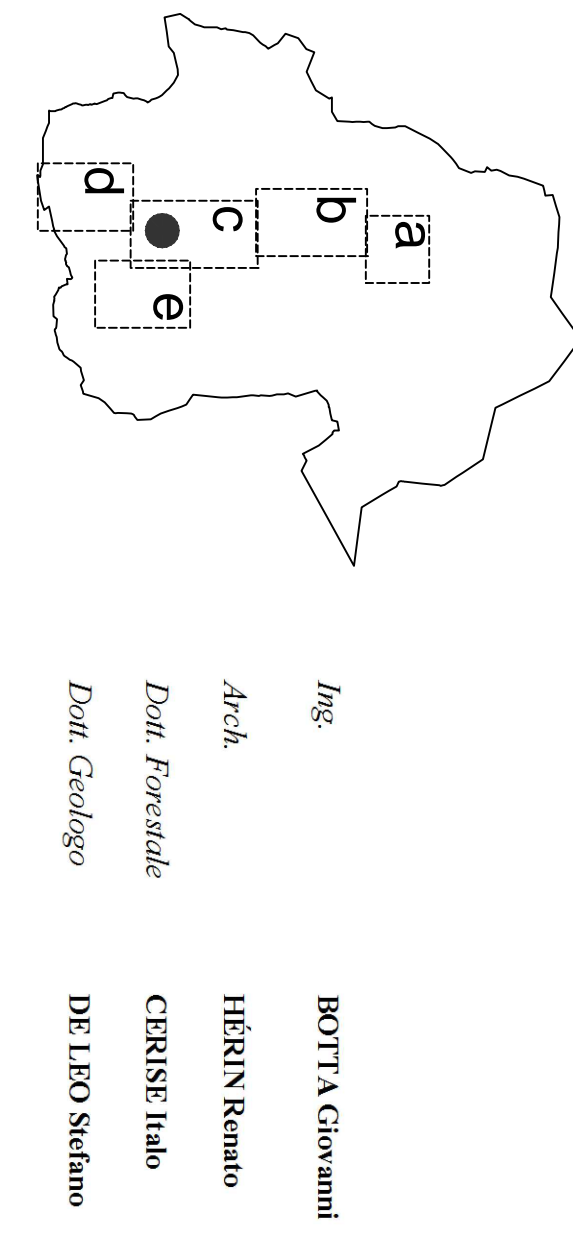 a
b
c
d
e
Ing. BOTTA Giovanni
Arch. HÉRIN Renato
Dott. Forestale CERISE Italo
Dott. Geologo DE LEO Stefano